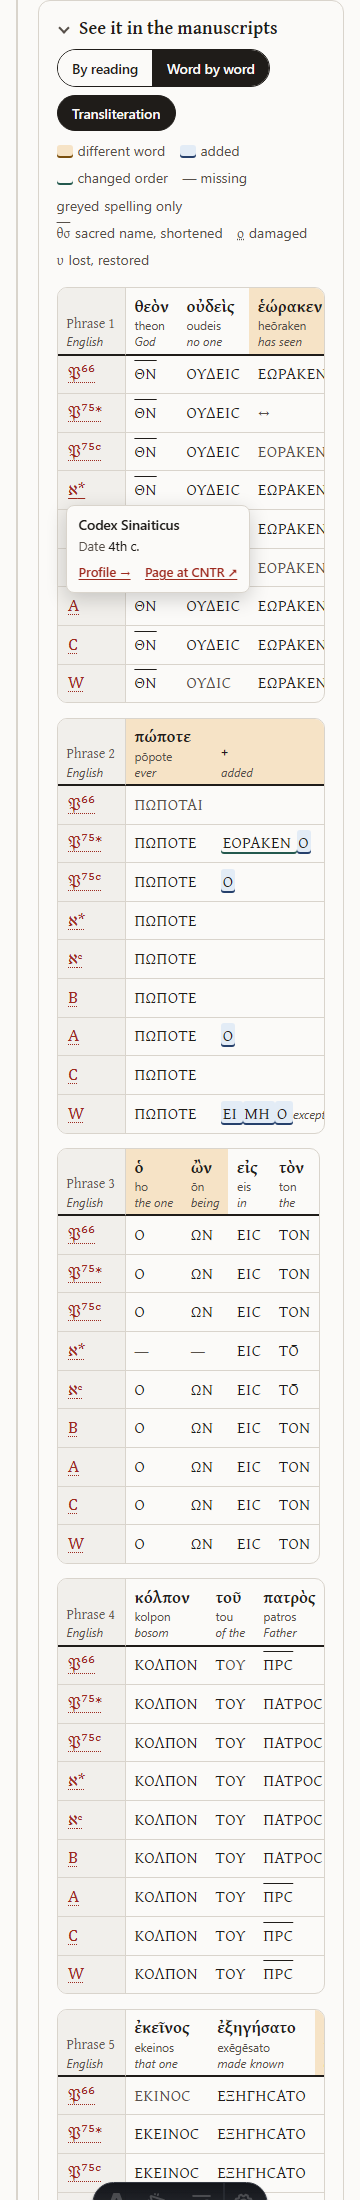 See it in the manuscripts
By reading Word by word
Transliteration
different word added
changed order — missing
greyed spelling only
θσ sacred name, shortened ο damaged
υ lost, restored
Phrase 1 θεὸν οὐδεὶς ἑώρακεν
theon oudeis heōraken
English God no one has seen
𝔓⁶⁶ ΘΝ ΟΥΔΕΙϹ ΕΩΡΑΚΕΝ
𝔓⁷⁵* ΘΝ ΟΥΔΕΙϹ ↔
𝔓⁷⁵ᶜ ΘΝ ΟΥΔΕΙϹ ΕΟΡΑΚΕΝ
ℵ* ΘΝ ΟΥΔΕΙϹ ΕΩΡΑΚΕΝ
Codex Sinaiticus
Date 4th c.
Profile → Page at CNTR ↗
ΕΩΡΑΚΕΝ
ΕΟΡΑΚΕΝ
A ΘΝ ΟΥΔΕΙϹ ΕΩΡΑΚΕΝ
C ΘΝ ΟΥΔΕΙϹ ΕΩΡΑΚΕΝ
W ΘΝ ΟΥΔΙϹ ΕΩΡΑΚΕΝ
Phrase 2 πώποτε +
pōpote
English ever added
𝔓⁶⁶ ΠΩΠΟΤΑΙ
𝔓⁷⁵* ΠΩΠΟΤΕ ΕΟΡΑΚΕΝ Ο
𝔓⁷⁵ᶜ ΠΩΠΟΤΕ Ο
ℵ* ΠΩΠΟΤΕ
ℵᶜ ΠΩΠΟΤΕ
B ΠΩΠΟΤΕ
A ΠΩΠΟΤΕ Ο
C ΠΩΠΟΤΕ
W ΠΩΠΟΤΕ ΕΙ ΜΗ Ο except
Phrase 3 ὁ ὢν εἰς τὸν
ho ōn eis ton
English the one being in the
𝔓⁶⁶ Ο ΩΝ ΕΙϹ ΤΟΝ
𝔓⁷⁵* Ο ΩΝ ΕΙϹ ΤΟΝ
𝔓⁷⁵ᶜ Ο ΩΝ ΕΙϹ ΤΟΝ
ℵ* — — ΕΙϹ ΤΟ̅
ℵᶜ Ο ΩΝ ΕΙϹ ΤΟ̅
B Ο ΩΝ ΕΙϹ ΤΟΝ
A Ο ΩΝ ΕΙϹ ΤΟΝ
C Ο ΩΝ ΕΙϹ ΤΟΝ
W Ο ΩΝ ΕΙϹ ΤΟΝ
Phrase 4 κόλπον τοῦ πατρὸς
kolpon tou patros
English bosom of the Father
𝔓⁶⁶ ΚΟΛΠΟΝ ΤΟΥ ΠΡϹ
𝔓⁷⁵* ΚΟΛΠΟΝ ΤΟΥ ΠΑΤΡΟϹ
𝔓⁷⁵ᶜ ΚΟΛΠΟΝ ΤΟΥ ΠΑΤΡΟϹ
ℵ* ΚΟΛΠΟΝ ΤΟΥ ΠΑΤΡΟϹ
ℵᶜ ΚΟΛΠΟΝ ΤΟΥ ΠΑΤΡΟϹ
B ΚΟΛΠΟΝ ΤΟΥ ΠΑΤΡΟϹ
A ΚΟΛΠΟΝ ΤΟΥ ΠΡϹ
C ΚΟΛΠΟΝ ΤΟΥ ΠΡϹ
W ΚΟΛΠΟΝ ΤΟΥ ΠΡϹ
Phrase 5 ἐκεῖνος ἐξηγήσατο
ekeinos exēgēsato
English that one made known
𝔓⁶⁶ ΕΚΙΝΟϹ ΕΞΗΓΗϹΑΤΟ
𝔓⁷⁵* ΕΚΕΙΝΟϹ ΕΞΗΓΗϹΑΤΟ
𝔓⁷⁵ᶜ ΕΚΕΙΝΟϹ ΕΞΗΓΗϹΑΤΟ